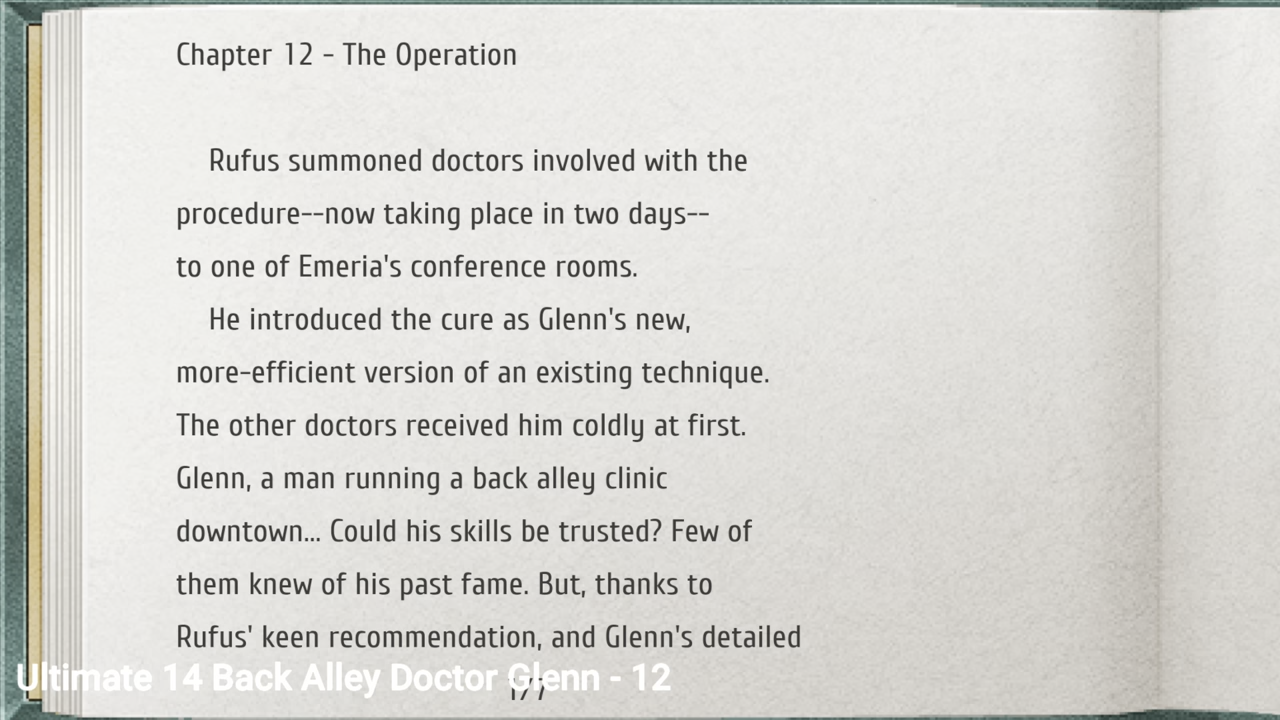 Chapter 12 - The Operation
Rufus summoned doctors involved with the
procedure--now taking place in two days--
to one of Emeria's conference rooms.
He introduced the cure as Glenn's new,
more-efficient version of an existing technique.
The other doctors received him coldly at first.
Glenn, a man running a back alley clinic
downtown... Could his skills be trusted? Few of
them knew of his past fame. But, thanks to
Rufus' keen recommendation, and Glenn's detailed
Ultimate 14 Back Alley Doctor Glenn - 12